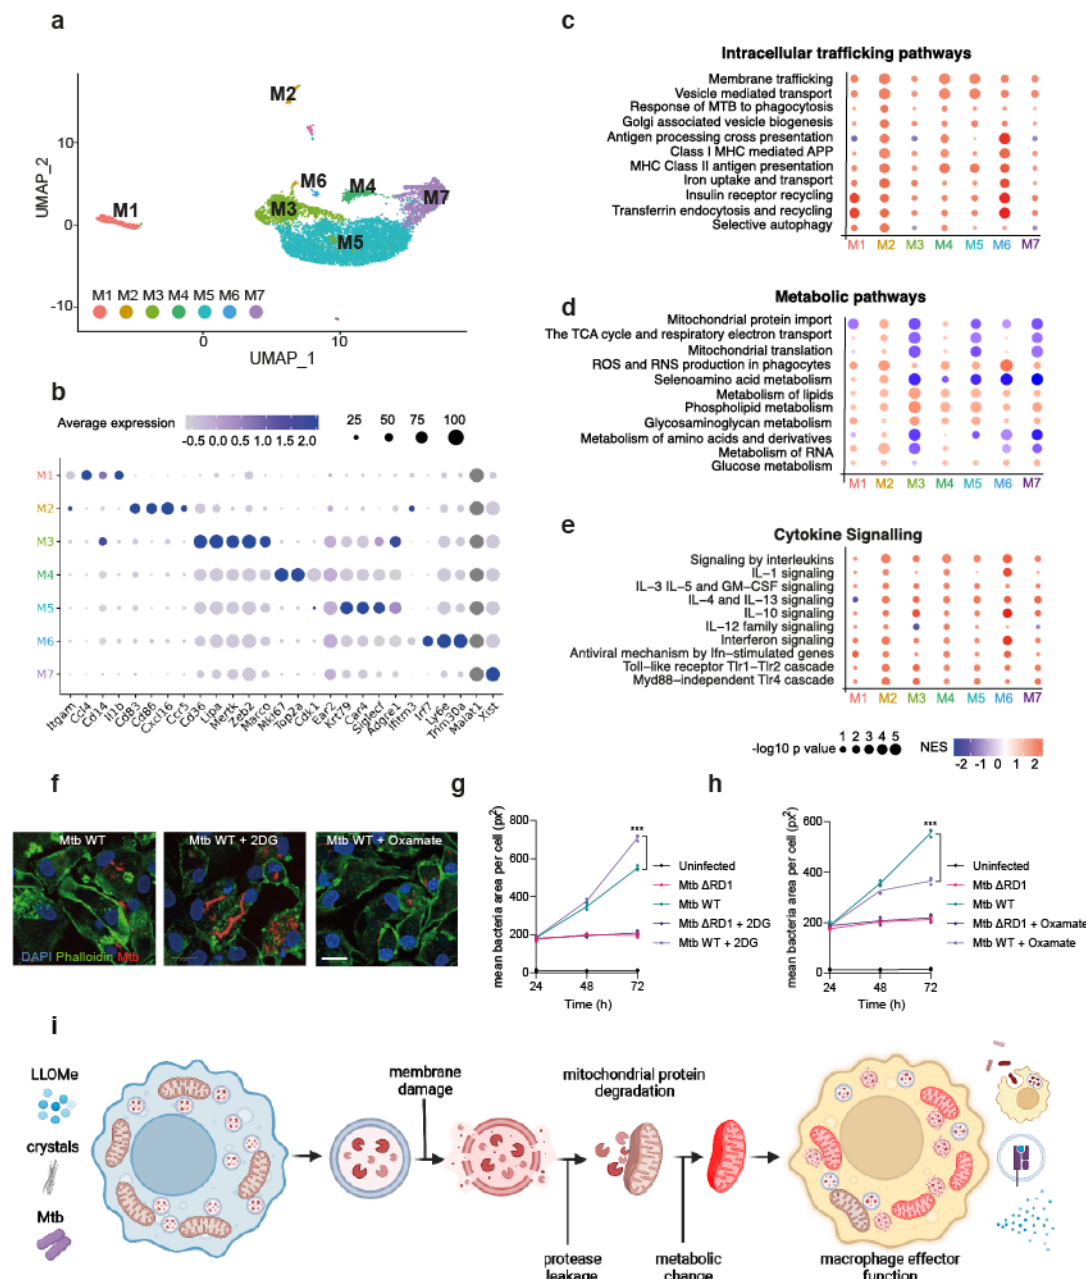 a
M2
M6
M4
M7
M3
M1
M5
10
0
-10
UMAP_2
M1 M2 M3 M4 M5 M6 M7
0 10
UMAP_1
b
Average expression
-0.5 0.0 0.5 1.0 1.5 2.0
25 50 75 100
M1
M2
M3
M4
M5
M6
M7
Itgam Ccl4 Cd14 Il1b Cd83 Cd86 Cxcl16 Ccr5 Cd36 Lipa Mertk Zeb2 Marco Mki67 Top2a Cdk1 Ear2 Krt79 Car4 Siglecf Adgre1 Ifitm3 Irf7 Ly6e Trim30a Malat1 Xist
c
Intracellular trafficking pathways
Membrane trafficking
Vesicle mediated transport
Response of MTB to phagocytosis
Golgi associated vesicle biogenesis
Antigen processing cross presentation
Class I MHC mediated APP
MHC Class II antigen presentation
Iron uptake and transport
Insulin receptor recycling
Transferrin endocytosis and recycling
Selective autophagy
M1 M2 M3 M4 M5 M6 M7
d
Metabolic pathways
Mitochondrial protein import
The TCA cycle and respiratory electron transport
Mitochondrial translation
ROS and RNS production in phagocytes
Selenoamino acid metabolism
Metabolism of lipids
Phospholipid metabolism
Glycosaminoglycan metabolism
Metabolism of amino acids and derivatives
Metabolism of RNA
Glucose metabolism
M1 M2 M3 M4 M5 M6 M7
e
Cytokine Signalling
Signaling by interleukins
IL−1 signaling
IL−3 IL−5 and GM−CSF signaling
IL−4 and IL−13 signaling
IL−10 signaling
IL−12 family signaling
Interferon signaling
Antiviral mechanism by Ifn−stimulated genes
Toll−like receptor Tlr1−Tlr2 cascade
Myd88−independent Tlr4 cascade
M1 M2 M3 M4 M5 M6 M7
-log10 p value 1 2 3 4 5
NES
-2 -1 0 1 2
f
Mtb WT
Mtb WT + 2DG
Mtb WT + Oxamate
DAPI Phalloidin Mtb
g
mean bacteria area per cell (px²)
800
600
400
200
0
24 48 72
Time (h)
***
Uninfected
Mtb ΔRD1
Mtb WT
Mtb ΔRD1 + 2DG
Mtb WT + 2DG
h
mean bacteria area per cell (px²)
600
400
200
0
24 48 72
Time (h)
***
Uninfected
Mtb ΔRD1
Mtb WT
Mtb ΔRD1 + Oxamate
Mtb WT + Oxamate
i
LLOMe
crystals
Mtb
membrane
damage
protease
leakage
mitochondrial protein
degradation
metabolic
change
macrophage effector
function